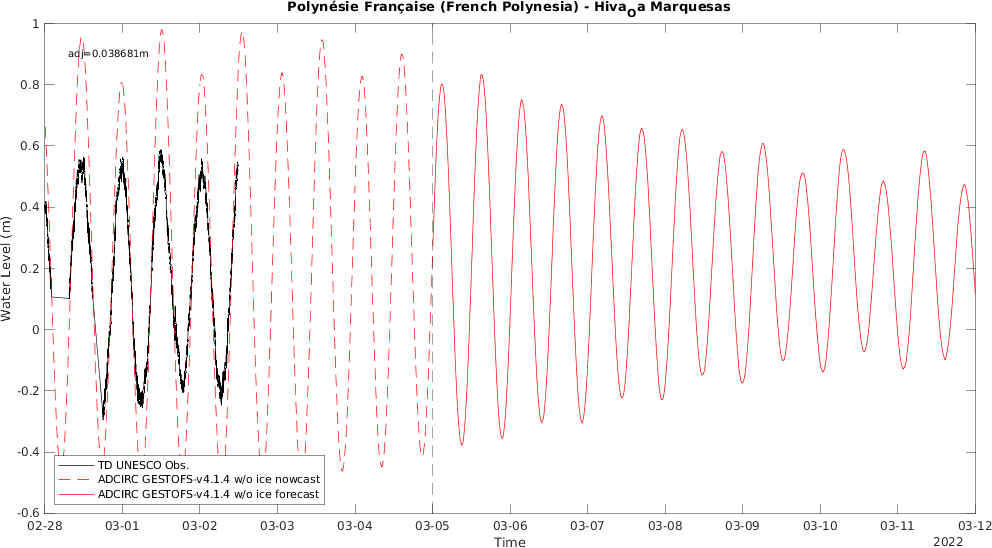 Polynésie Française (French Polynesia) - HivaOa Marquesas
adj=0.038681m
Water Level (m)
1
0.8
0.6
0.4
0.2
0
-0.2
-0.4
-0.6
TD UNESCO Obs.
ADCIRC GESTOFS-v4.1.4 w/o ice nowcast
ADCIRC GESTOFS-v4.1.4 w/o ice forecast
02-28 03-01 03-02 03-03 03-04 03-05 03-06 03-07 03-08 03-09 03-10 03-11 03-12
Time
2022